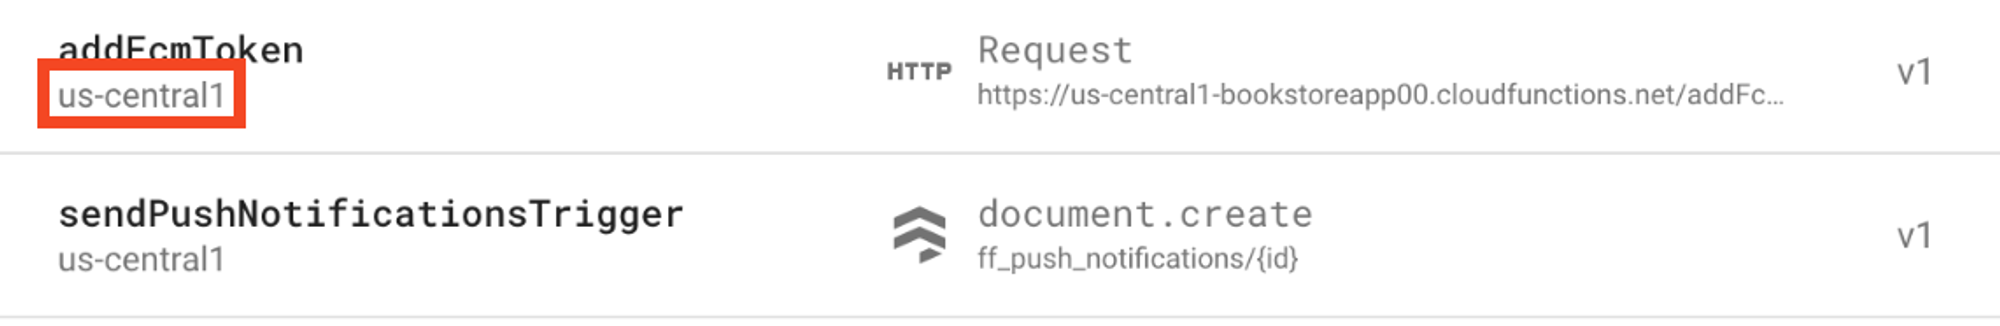 addFcmToken
us-central1
HTTP
Request
https://us-central1-bookstoreapp00.cloudfunctions.net/addFc...
v1
sendPushNotificationsTrigger
us-central1
document.create
ff_push_notifications/{id}
v1